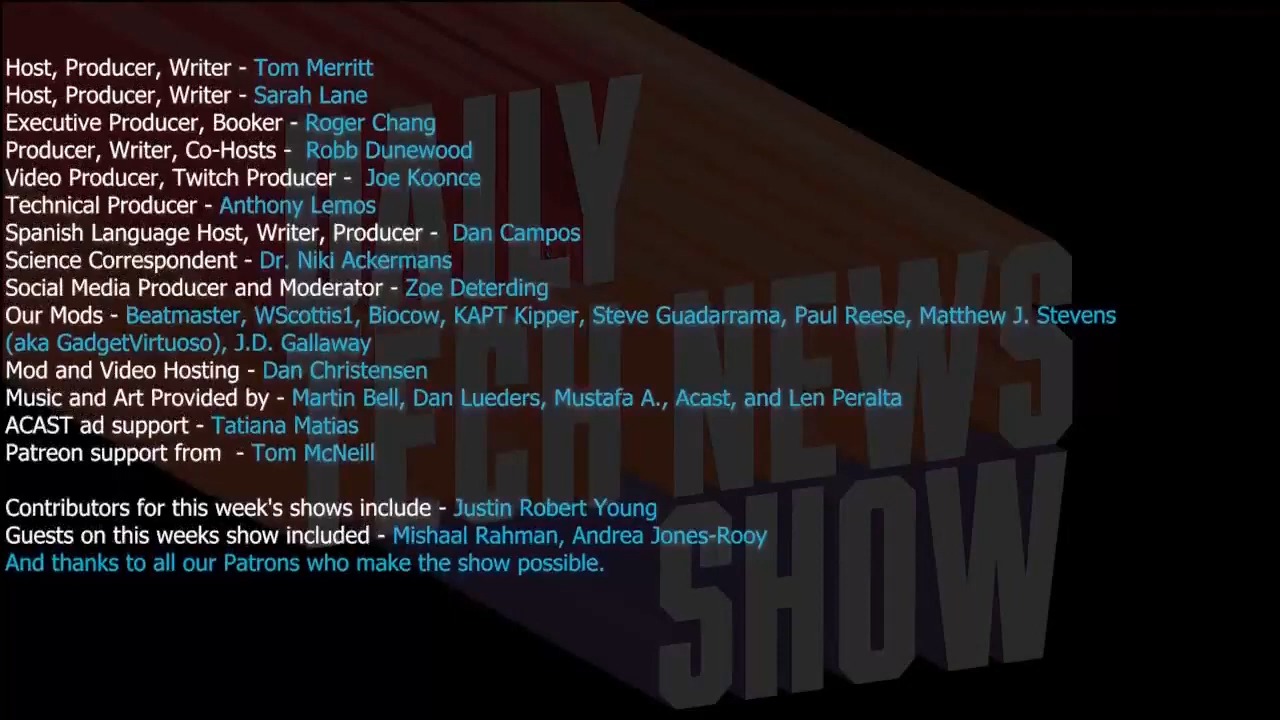 Host, Producer, Writer - Tom Merritt
Host, Producer, Writer - Sarah Lane
Executive Producer, Booker - Roger Chang
Producer, Writer, Co-Hosts - Robb Dunewood
Video Producer, Twitch Producer - Joe Koonce
Technical Producer - Anthony Lemos
Spanish Language Host, Writer, Producer - Dan Campos
Science Correspondent - Dr. Niki Ackermans
Social Media Producer and Moderator - Zoe Deterding
Our Mods - Beatmaster, WScottis1, Biocow, KAPT Kipper, Steve Guadarrama, Paul Reese, Matthew J. Stevens
(aka GadgetVirtuoso), J.D. Gallaway
Mod and Video Hosting - Dan Christensen
Music and Art Provided by - Martin Bell, Dan Lueders, Mustafa A., Acast, and Len Peralta
ACAST ad support - Tatiana Matias
Patreon support from - Tom McNeill
Contributors for this week's shows include - Justin Robert Young
Guests on this weeks show included - Mishaal Rahman, Andrea Jones-Rooy
And thanks to all our Patrons who make the show possible.
DAILY
TECH NEWS
SHOW